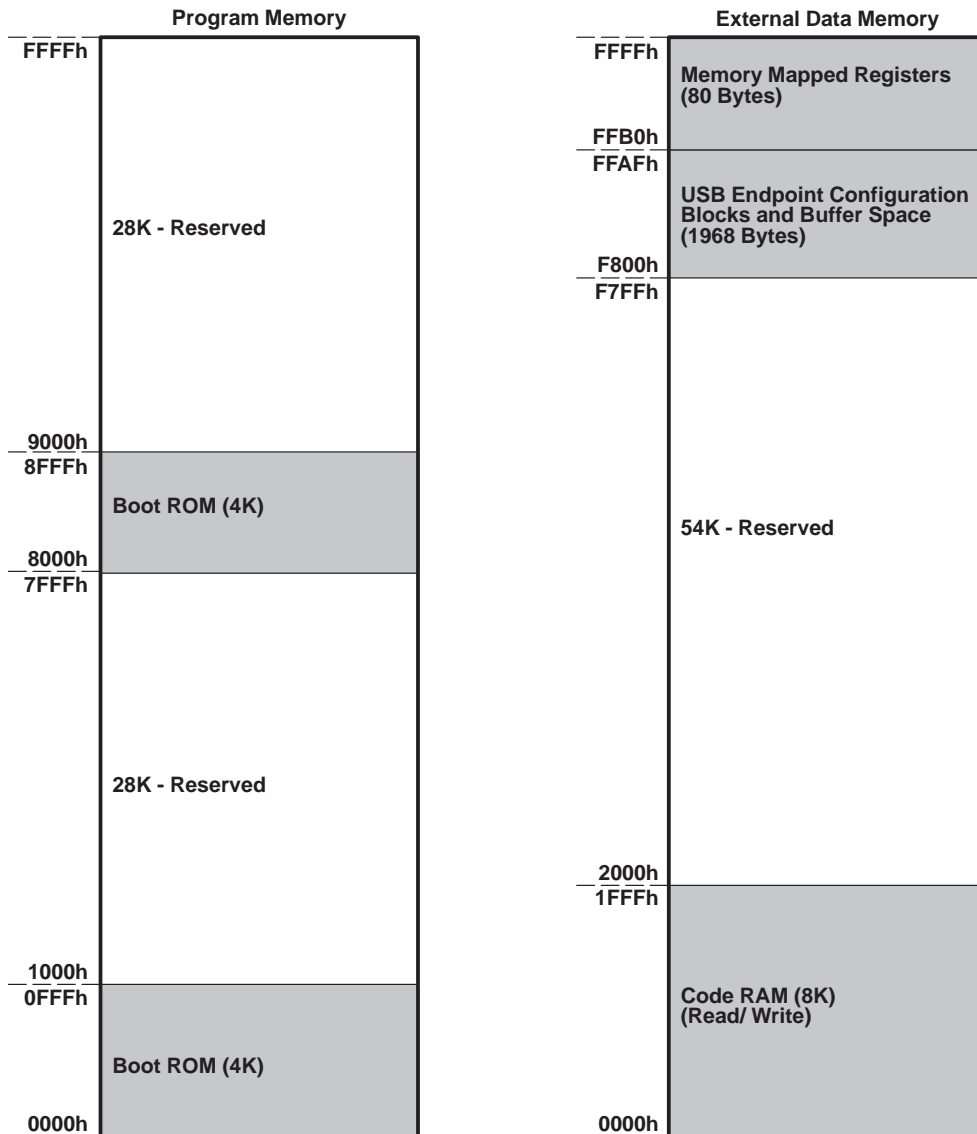 Program Memory
FFFFh
28K - Reserved
9000h
8FFFh
Boot ROM (4K)
8000h
7FFFh
28K - Reserved
1000h
0FFFh
Boot ROM (4K)
0000h
External Data Memory
FFFFh
Memory Mapped Registers
(80 Bytes)
FFB0h
FFAFh
USB Endpoint Configuration
Blocks and Buffer Space
(1968 Bytes)
F800h
F7FFh
54K - Reserved
2000h
1FFFh
Code RAM (8K)
(Read/ Write)
0000h